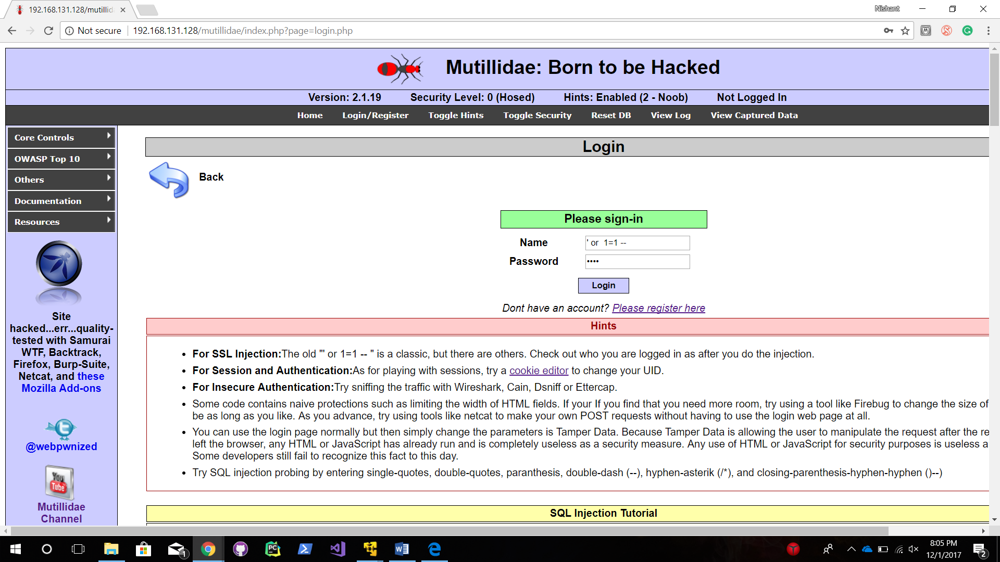 192.168.131.128/mutillid
Nishant
Not secure
192.168.131.128/mutillidae/index.php?page=login.php
Mutillidae: Born to be Hacked
Version: 2.1.19
Security Level: 0 (Hosed)
Hints: Enabled (2 - Noob)
Not Logged In
Home
Login/Register
Toggle Hints
Toggle Security
Reset DB
View Log
View Captured Data
Core Controls
OWASP Top 10
Others
Documentation
Resources
Site
hacked...err...quality-
tested with Samurai
WTF, Backtrack,
Firefox, Burp-Suite,
Netcat, and these
Mozilla Add-ons
@webpwnized
You
Tube
Mutillidae
Channel
Login
Back
Please sign-in
Name
' or  1=1 --
Password
••••
Login
Dont have an account? Please register here
Hints
• For SSL Injection:The old "' or 1=1 -- " is a classic, but there are others. Check out who you are logged in as after you do the injection.
• For Session and Authentication:As for playing with sessions, try a cookie editor to change your UID.
• For Insecure Authentication:Try sniffing the traffic with Wireshark, Cain, Dsniff or Ettercap.
• Some code contains naive protections such as limiting the width of HTML fields. If your If you find that you need more room, try using a tool like Firebug to change the size of
be as long as you like. As you advance, try using tools like netcat to make your own POST requests without having to use the login web page at all.
• You can use the login page normally but then simply change the parameters is Tamper Data. Because Tamper Data is allowing the user to manipulate the request after the re
left the browser, any HTML or JavaScript has already run and is completely useless as a security measure. Any use of HTML or JavaScript for security purposes is useless a
Some developers still fail to recognize this fact to this day.
• Try SQL injection probing by entering single-quotes, double-quotes, paranthesis, double-dash (--), hyphen-asterik (/*), and closing-parenthesis-hyphen-hyphen ()--)
SQL Injection Tutorial
1
PC
8:05 PM
12/1/2017
2